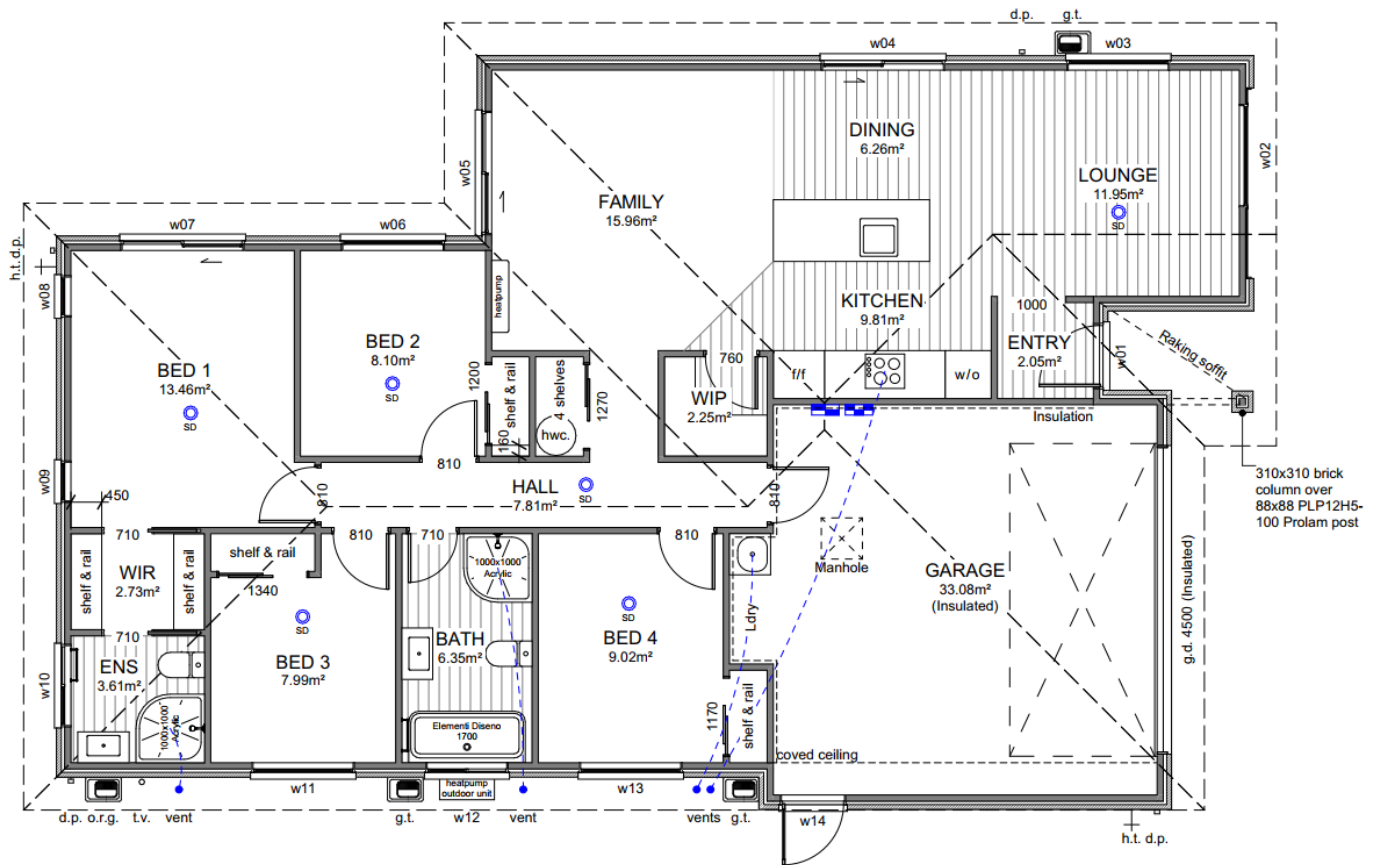 d.p.
g.t.
w04
w03
DINING
6.26m²
w02
w05
LOUNGE
11.95m²
SD
FAMILY
15.96m²
w07
w06
h.t. d.p.
w08
heatpump
KITCHEN
9.81m²
1000
ENTRY
2.05m²
w01
Raking soffit
BED 2
8.10m²
SD
BED 1
13.46m²
SD
1200
shelf & rail
160
4 shelves
hwc.
1270
760
WIP
2.25m²
f/f
w/o
Insulation
810
HALL
7.81m²
SD
810
810
w09
450
310x310 brick
column over
88x88 PLP12H5-
100 Prolam post
710
shelf & rail
WIR
2.73m²
shelf & rail
710
shelf & rail
1340
810
710
1000x1000
Acrylic
810
Manhole
GARAGE
33.08m²
(Insulated)
g.d. 4500 (Insulated)
Ldry
SD
BED 3
7.99m²
BATH
6.35m²
SD
BED 4
9.02m²
w10
ENS
3.61m²
1000x1000
Acrylic
Elementi Diseno
1700
1170
shelf & rail
coved ceiling
w11
heatpump
outdoor unit
w12
w13
d.p. o.r.g. t.v. vent
g.t.
vent
vents g.t.
w14
h.t. d.p.